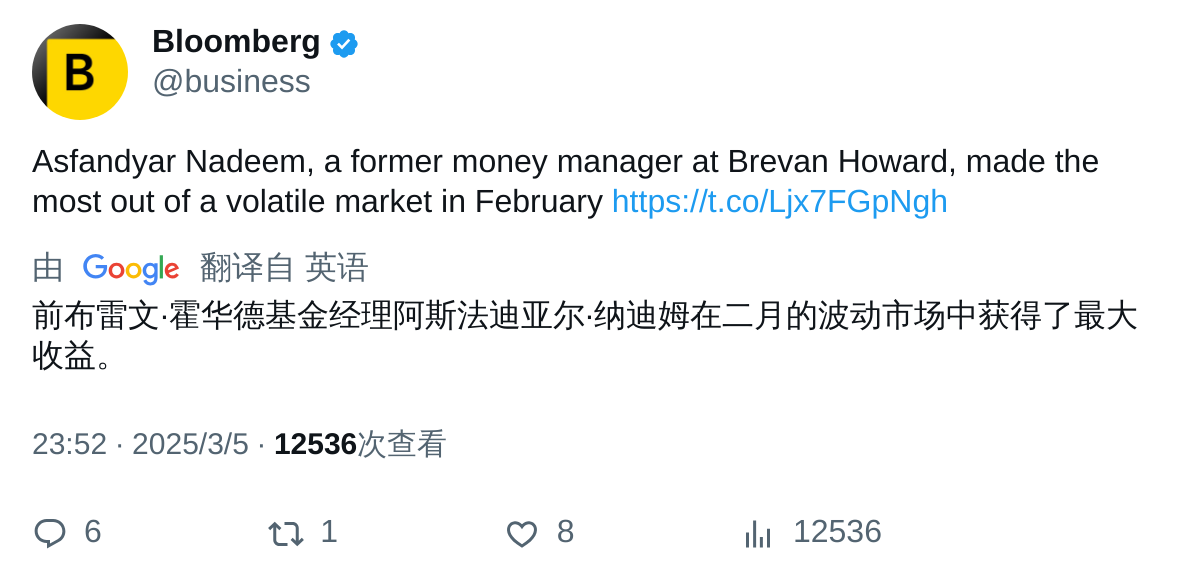 B
Bloomberg
@business
Asfandyar Nadeem, a former money manager at Brevan Howard, made the
most out of a volatile market in February https://t.co/Ljx7FGpNgh
由 Google 翻译自 英语
前布雷文·霍华德基金经理阿斯法迪亚尔·纳迪姆在二月的波动市场中获得了最大
收益。
23:52 · 2025/3/5 · 12536次查看
6 1 8 12536